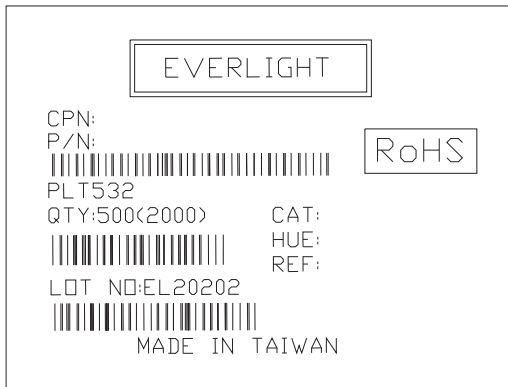 EVERLIGHT
CPN:
P/N:
RoHS
PLT532
QTY:500(2000)
CAT:
HUE:
REF:
LOT NO:EL20202
MADE IN TAIWAN